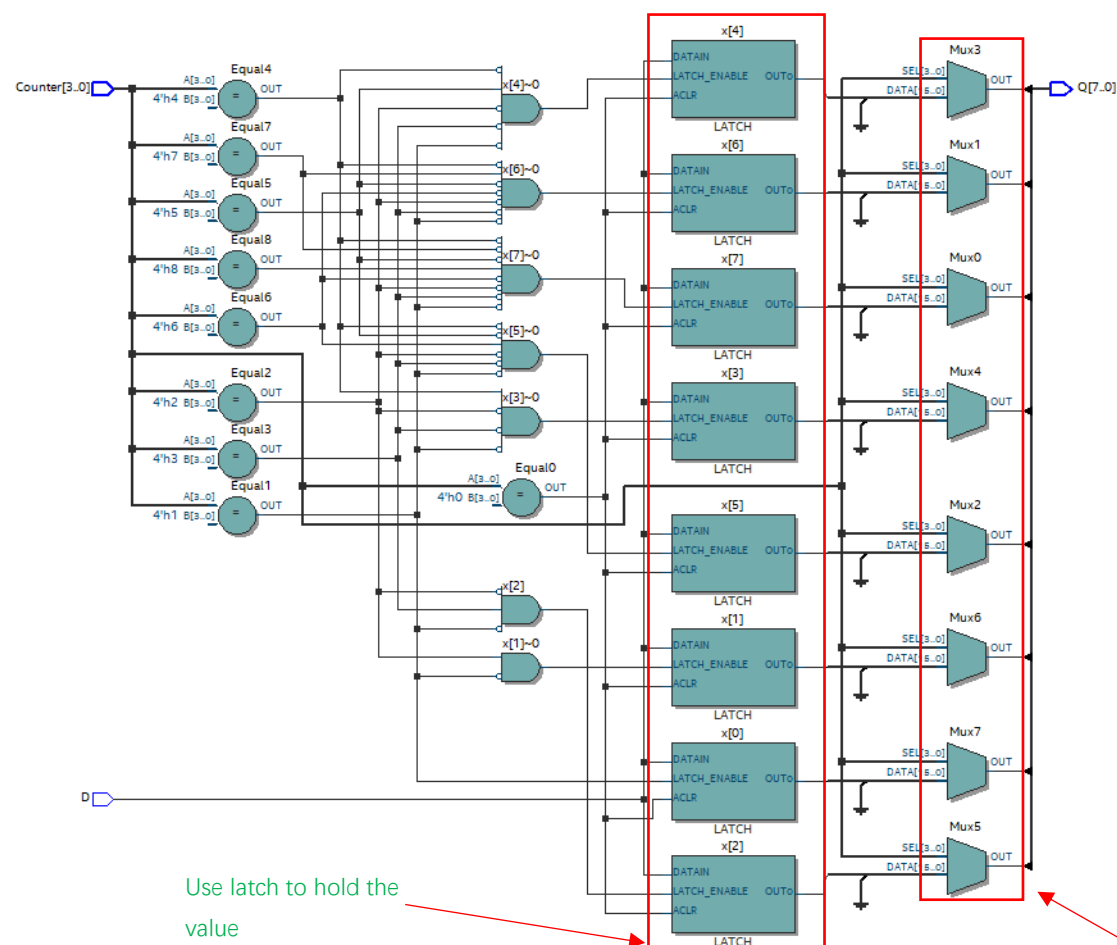 Counter[3..0]
Equal4
A[3..0]
4'h4 B[3..0]
OUT
Equal7
A[3..0]
4'h7 B[3..0]
OUT
Equal5
A[3..0]
4'h5 B[3..0]
OUT
Equal8
A[3..0]
4'h8 B[3..0]
OUT
Equal6
A[3..0]
4'h6 B[3..0]
OUT
Equal2
A[3..0]
4'h2 B[3..0]
OUT
Equal3
A[3..0]
4'h3 B[3..0]
OUT
Equal1
A[3..0]
4'h1 B[3..0]
OUT
D
x[4]~0
x[6]~0
x[7]~0
x[5]~0
x[3]~0
Equal0
A[3..0]
4'h0 B[3..0]
OUT
x[2]
x[1]~0
x[4]
DATAIN
LATCH_ENABLE OUTo
ACLR
LATCH
x[6]
DATAIN
LATCH_ENABLE OUTo
ACLR
LATCH
x[7]
DATAIN
LATCH_ENABLE OUTo
ACLR
LATCH
x[3]
DATAIN
LATCH_ENABLE OUTo
ACLR
LATCH
x[5]
DATAIN
LATCH_ENABLE OUTo
ACLR
LATCH
x[1]
DATAIN
LATCH_ENABLE OUTo
ACLR
LATCH
x[0]
DATAIN
LATCH_ENABLE OUTo
ACLR
LATCH
x[2]
DATAIN
LATCH_ENABLE OUTo
ACLR
LATCH
Mux3
SEL[3..0]
DATA[15..0]
OUT
Mux1
SEL[3..0]
DATA[15..0]
OUT
Mux0
SEL[3..0]
DATA[15..0]
OUT
Mux4
SEL[3..0]
DATA[15..0]
OUT
Mux2
SEL[3..0]
DATA[15..0]
OUT
Mux6
SEL[3..0]
DATA[15..0]
OUT
Mux7
SEL[3..0]
DATA[15..0]
OUT
Mux5
SEL[3..0]
DATA[15..0]
OUT
Q[7..0]
Use latch to hold the
value